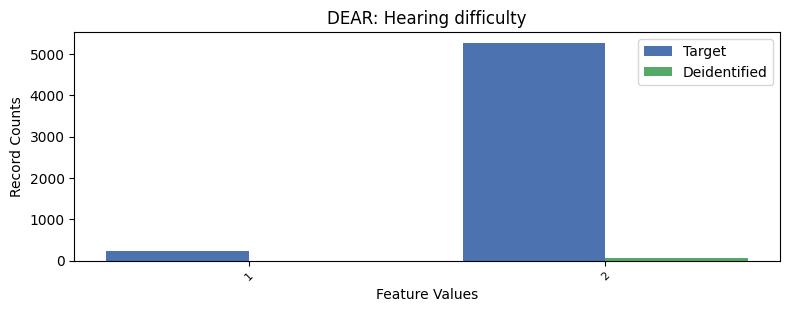 DEAR: Hearing difficulty
Target
Deidentified
Record Counts
5000
4000
3000
2000
1000
0
1
2
Feature Values